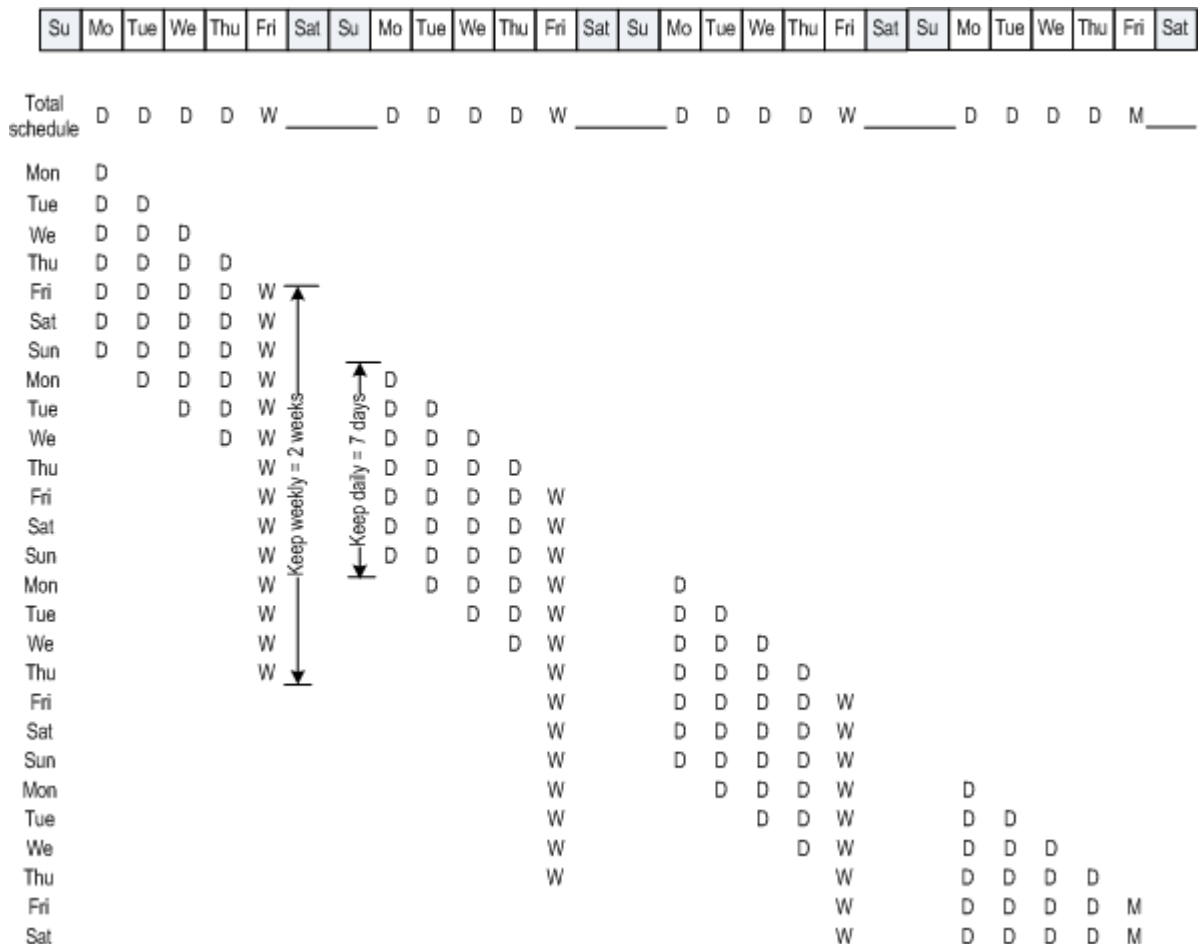 Su Mo Tue We Thu Fri Sat Su Mo Tue We Thu Fri Sat Su Mo Tue We Thu Fri Sat Su Mo Tue We Thu Fri Sat
Total schedule D D D D W D D D D W D D D D W D D D D M
Mon D
Tue D D
We D D D
Thu D D D D
Fri D D D D W
Sat D D D D W
Sun D D D D W
Mon D D D W D
Tue D D W D D
We D W D D D
Thu W D D D D
Fri W D D D D W
Sat W D D D D W
Sun W D D D D W
Mon W D D D W D
Tue W D D W D D
We W D W D D D
Thu W W D D D D
Fri W D D D D W
Sat W D D D D W
Sun W D D D D W
Mon W D D D W D
Tue W D D W D D
We W D W D D D
Thu W W D D D D
Fri W D D D D M
Sat W D D D D M
Keep weekly = 2 weeks
Keep daily = 7 days